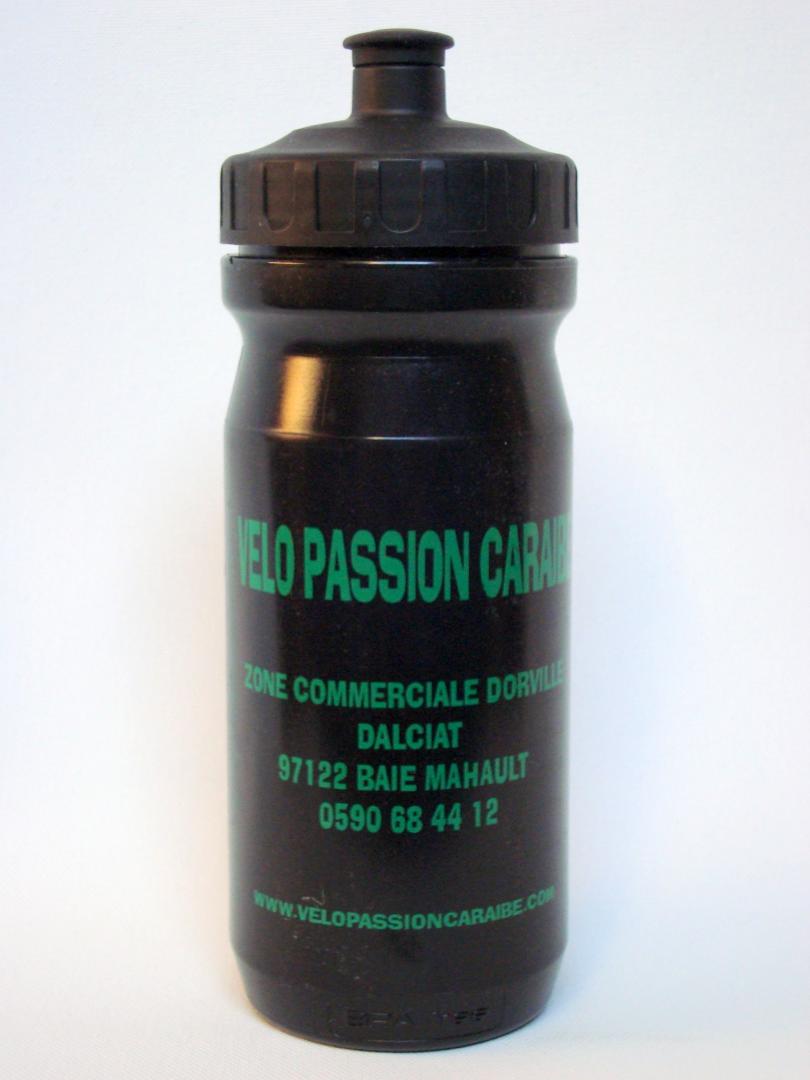 VELO PASSION CARAIBE
ZONE COMMERCIALE DORVILLE
DALCIAT
97122 BAIE MAHAULT
0590 68 44 12
WWW.VELOPASSIONCARAIBE.COM